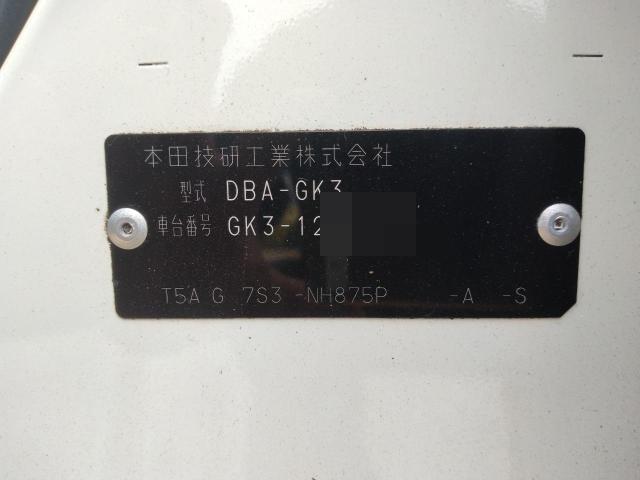 本田技研工業株式会社
型式 DBA-GK3
車台番号 GK3-12
T5A G 7S3 -NH875P -A -S